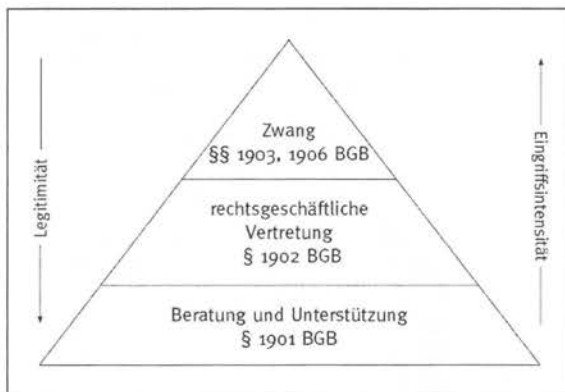 Legitimität
Zwang
§§ 1903, 1906 BGB
rechtsgeschäftliche
Vertretung
§ 1902 BGB
Beratung und Unterstützung
§ 1901 BGB
Eingriffsintensität